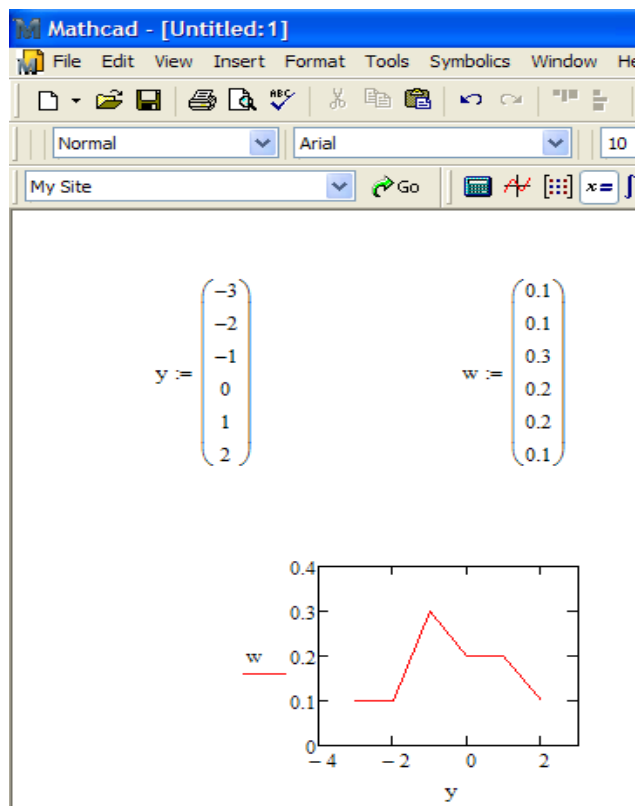 Mathcad - [Untitled:1]
File Edit View Insert Format Tools Symbolics Window He
ABC
Normal Arial 10
My Site Go x=
y := w :=
−3 0.1
−2 0.1
−1 0.3
0 0.2
1 0.2
2 0.1
0.4
0.3
w 0.2
0.1
0
−4 −2 0 2
y